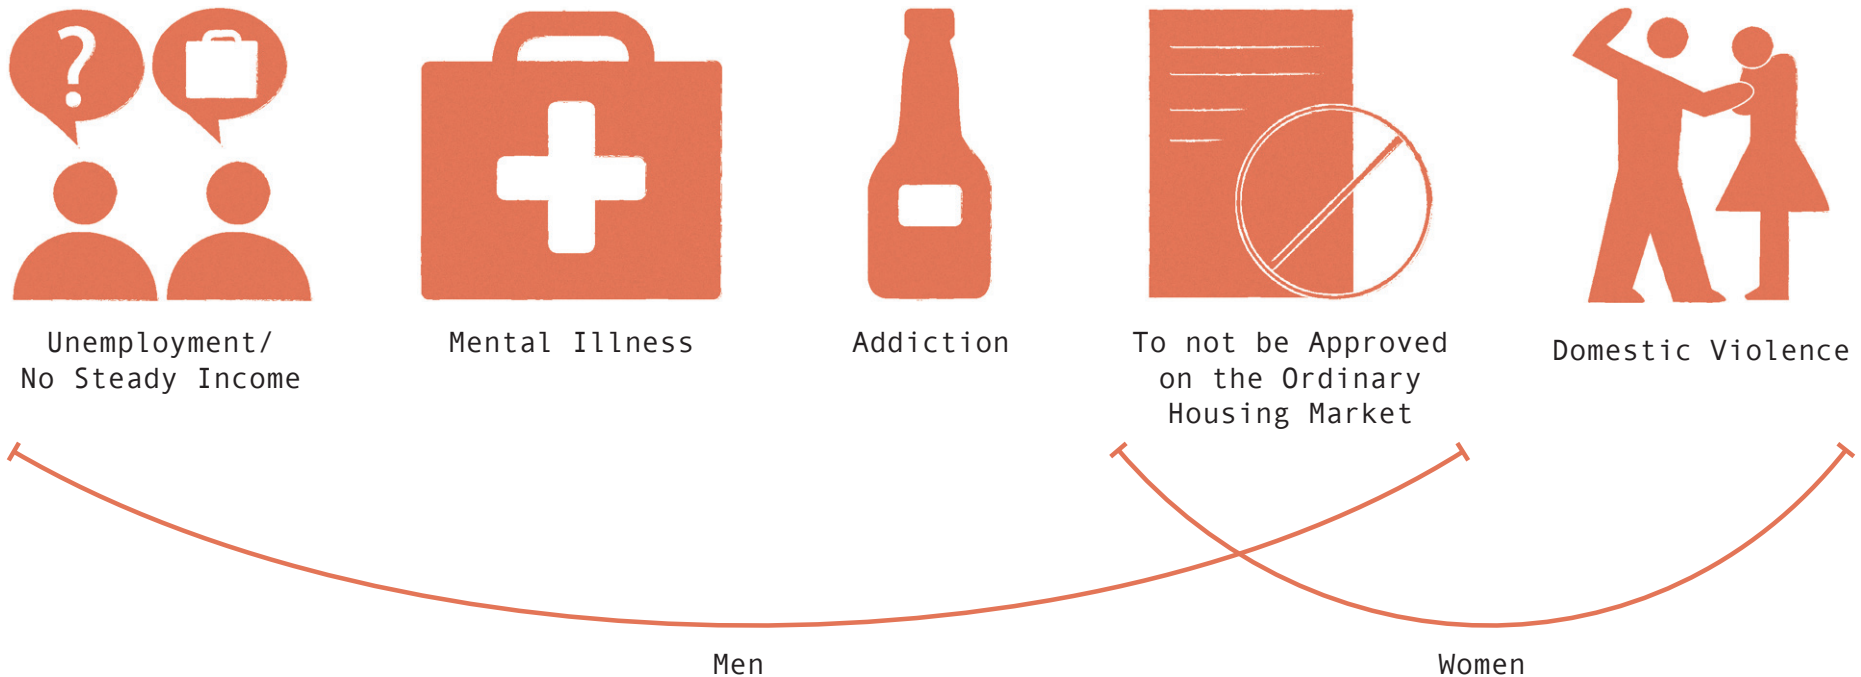 ?
Unemployment/
No Steady Income
Mental Illness
Addiction
To not be Approved
on the Ordinary
Housing Market
Domestic Violence
Men
Women